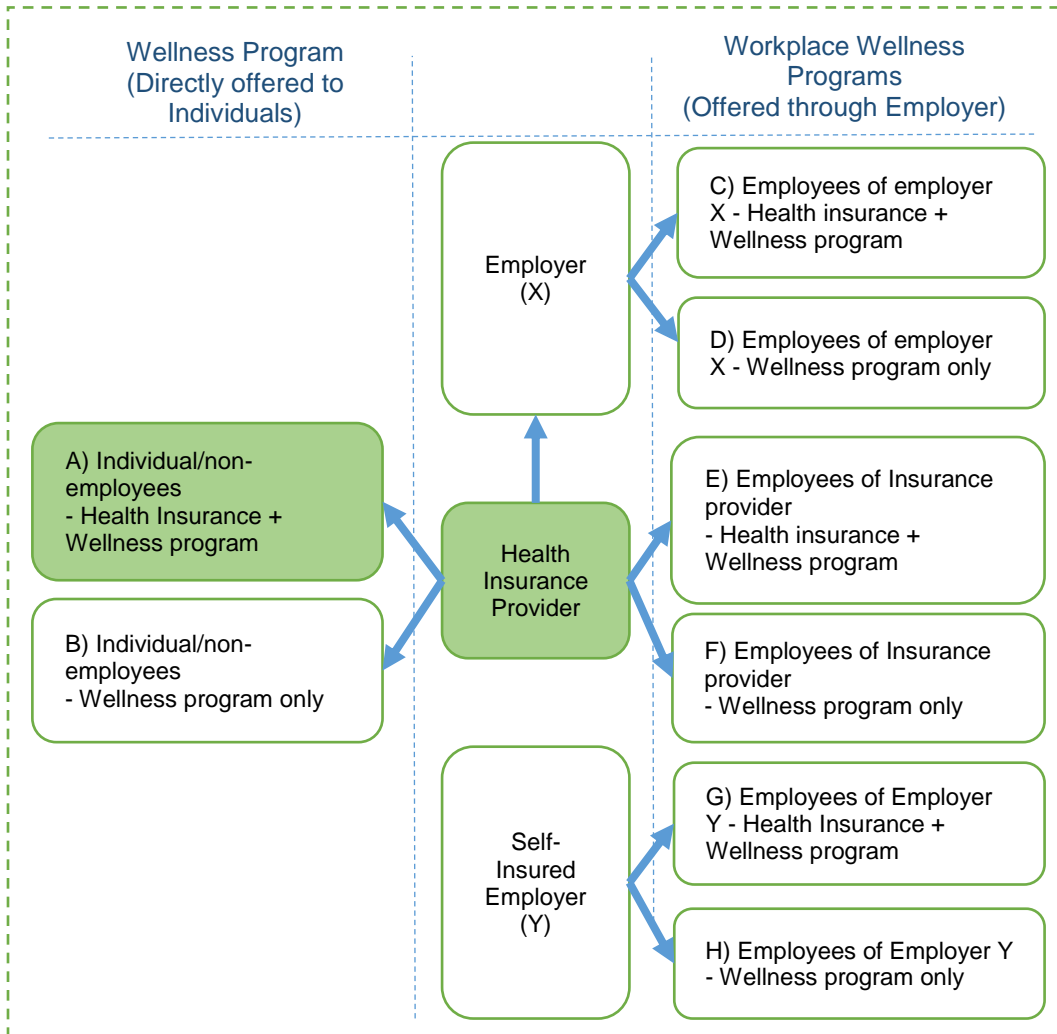 Wellness Program
(Directly offered to
Individuals)
Workplace Wellness
Programs
(Offered through Employer)
Employer
(X)
C) Employees of employer
X - Health insurance +
Wellness program
D) Employees of employer
X - Wellness program only
A) Individual/non-
employees
- Health Insurance +
Wellness program
B) Individual/non-
employees
- Wellness program only
Health
Insurance
Provider
E) Employees of Insurance
provider
- Health insurance +
Wellness program
F) Employees of Insurance
provider
- Wellness program only
Self-
Insured
Employer
(Y)
G) Employees of Employer
Y - Health Insurance +
Wellness program
H) Employees of Employer Y
- Wellness program only